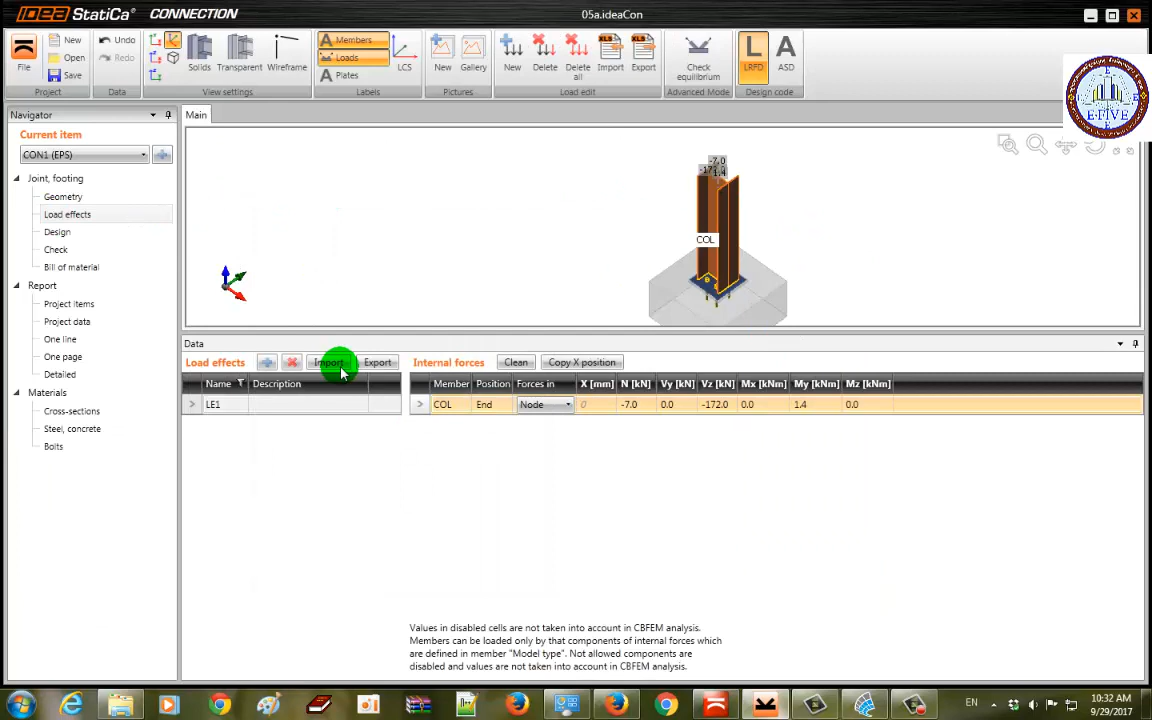 IDEA StatiCa® CONNECTION
05a.ideaCon
File
New
Open
Save
Project
Undo
Redo
Data
Solids
Transparent
Wireframe
View settings
Members
Loads
Plates
LCS
Labels
New
Gallery
Pictures
New
Delete
Delete all
Import
Export
Load edit
Check equilibrium
Advanced Mode
LRFD
ASD
Design code
E-FIVE
Navigator
Current item
CON1 (EPS)
Joint, footing
Geometry
Load effects
Design
Check
Bill of material
Report
Project items
Project data
One line
One page
Detailed
Materials
Cross-sections
Steel, concrete
Bolts
Main
-7.0
1.4
COL
Data
Load effects Import Export Internal forces Clean Copy X position
Name Description Member Position Forces in X [mm] N [kN] Vy [kN] Vz [kN] Mx [kNm] My [kNm] Mz [kNm]
LE1 COL End Node 0 -7.0 0.0 -172.0 0.0 1.4 0.0
Values in disabled cells are not taken into account in CBFEM analysis.
Members can be loaded only by that components of internal forces which
are defined in member "Model type". Not allowed components are
disabled and values are not taken into account in CBFEM analysis.
EN
10:32 AM
9/29/2017